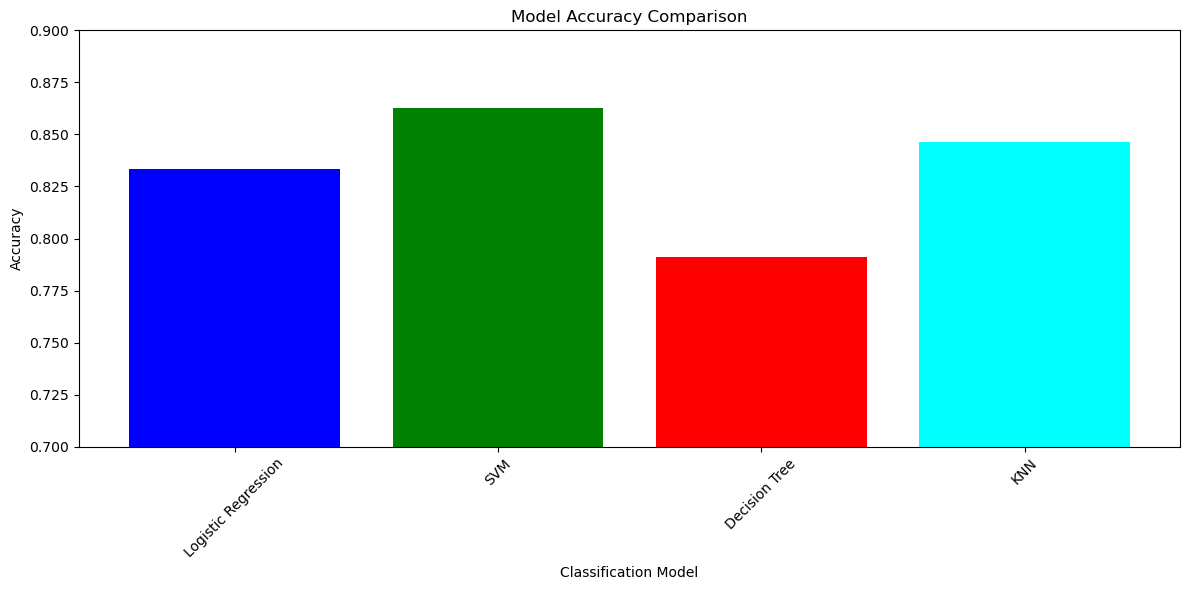 Model Accuracy Comparison
0.900
0.875
0.850
0.825
0.800
0.775
0.750
0.725
0.700
Accuracy
Logistic Regression
SVM
Decision Tree
KNN
Classification Model